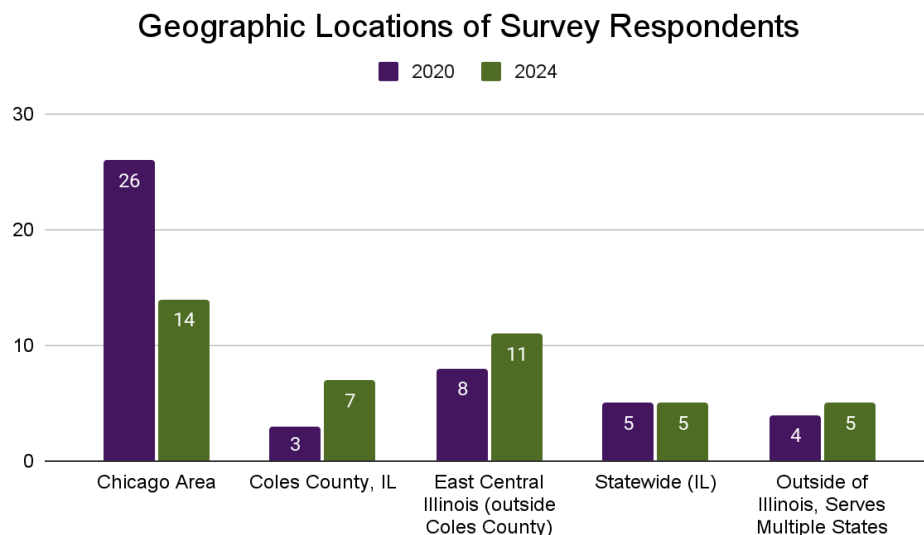 Geographic Locations of Survey Respondents
2020 2024
30
20
10
0
26
14
3
7
8
11
5
5
4
5
Chicago Area
Coles County, IL
East Central
Illinois (outside
Coles County)
Statewide (IL)
Outside of
Illinois, Serves
Multiple States